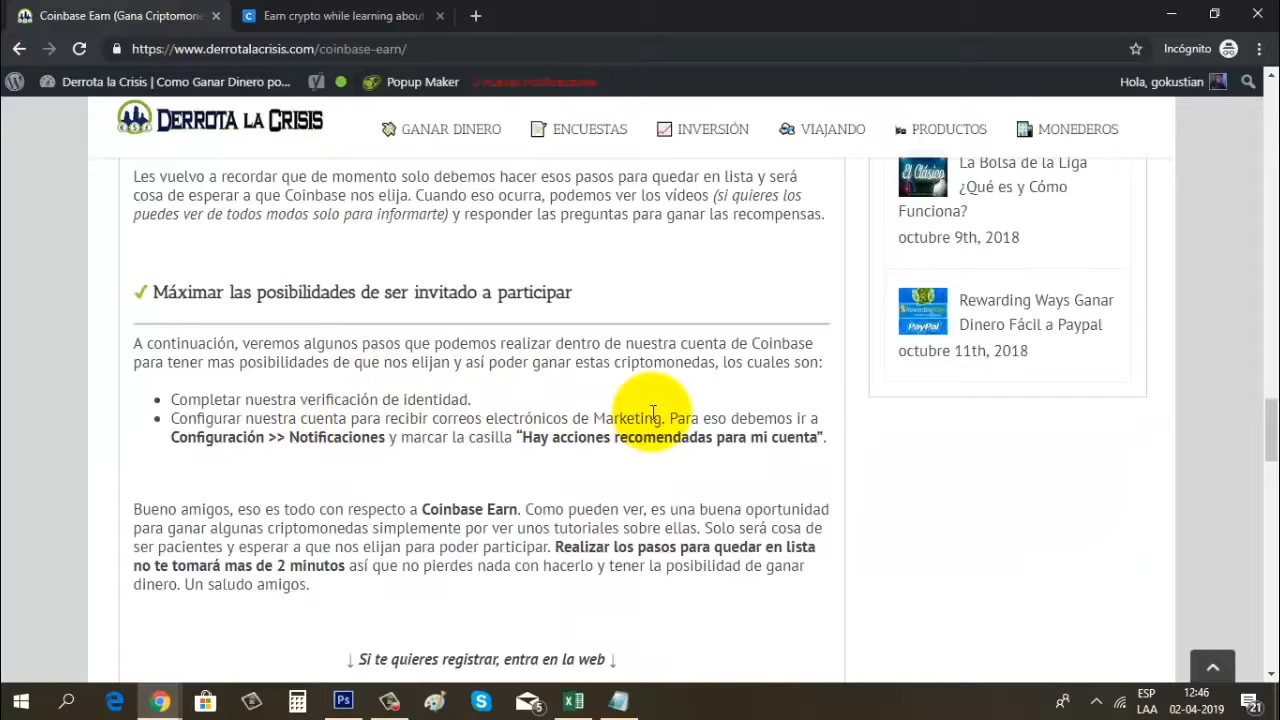 Coinbase Earn (Gana Criptomone
Earn crypto while learning about
https://www.derrotalacrisis.com/coinbase-earn/
Incógnito
Derrota la Crisis | Como Ganar Dinero po...
Popup Maker
Hola, gokustian
DERROTA LA CRISIS
GANAR DINERO
ENCUESTAS
INVERSIÓN
VIAJANDO
PRODUCTOS
MONEDEROS
Les vuelvo a recordar que de momento solo debemos hacer esos pasos para quedar en lista y será
cosa de esperar a que Coinbase nos elija. Cuando eso ocurra, podemos ver los vídeos (si quieres los
puedes ver de todos modos solo para informarte) y responder las preguntas para ganar las recompensas.
✓ Máximar las posibilidades de ser invitado a participar
A continuación, veremos algunos pasos que podemos realizar dentro de nuestra cuenta de Coinbase
para tener mas posibilidades de que nos elijan y así poder ganar estas criptomonedas, los cuales son:
• Completar nuestra verificación de identidad.
• Configurar nuestra cuenta para recibir correos electrónicos de Marketing. Para eso debemos ir a
Configuración >> Notificaciones y marcar la casilla “Hay acciones recomendadas para mi cuenta”.
Bueno amigos, eso es todo con respecto a Coinbase Earn. Como pueden ver, es una buena oportunidad
para ganar algunas criptomonedas simplemente por ver unos tutoriales sobre ellas. Solo será cosa de
ser pacientes y esperar a que nos elijan para poder participar. Realizar los pasos para quedar en lista
no te tomará mas de 2 minutos así que no pierdes nada con hacerlo y tener la posibilidad de ganar
dinero. Un saludo amigos.
↓ Si te quieres registrar, entra en la web ↓
El Clásico
La Bolsa de la Liga
¿Qué es y Cómo
Funciona?
octubre 9th, 2018
PayPal
Rewarding Ways Ganar
Dinero Fácil a Paypal
octubre 11th, 2018
ESP
LAA
12:46
02-04-2019
5
21